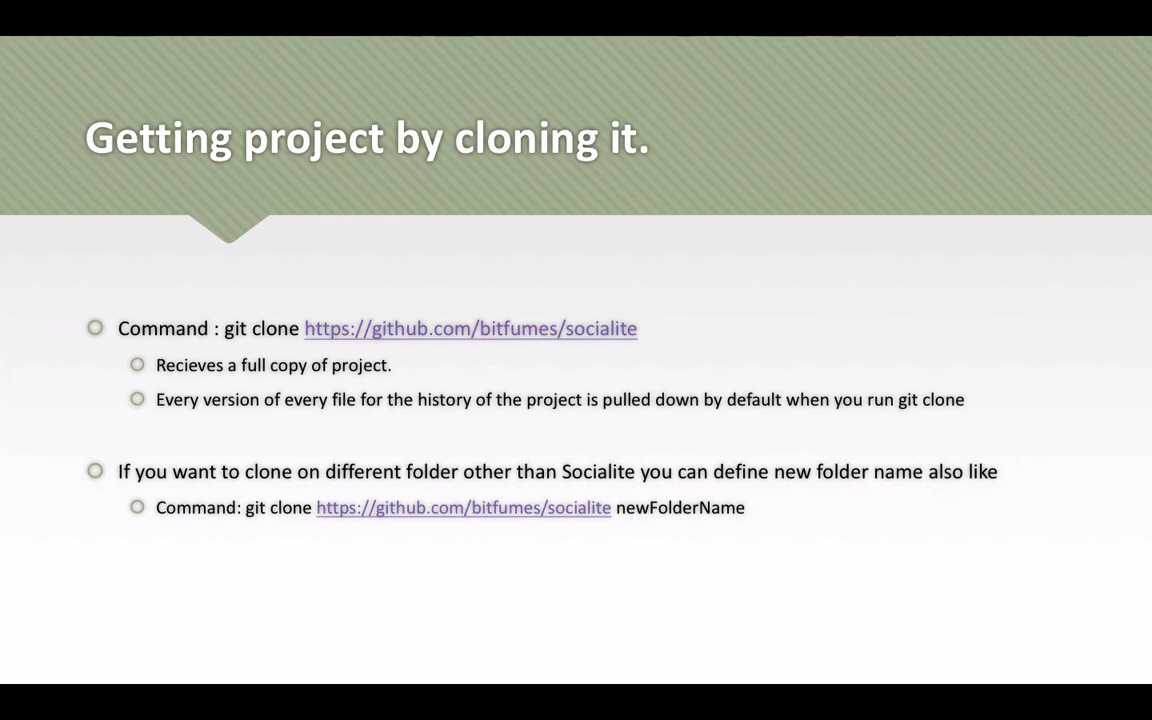 Getting project by cloning it.
Command : git clone https://github.com/bitfumes/socialite
Recieves a full copy of project.
Every version of every file for the history of the project is pulled down by default when you run git clone
If you want to clone on different folder other than Socialite you can define new folder name also like
Command: git clone https://github.com/bitfumes/socialite newFolderName